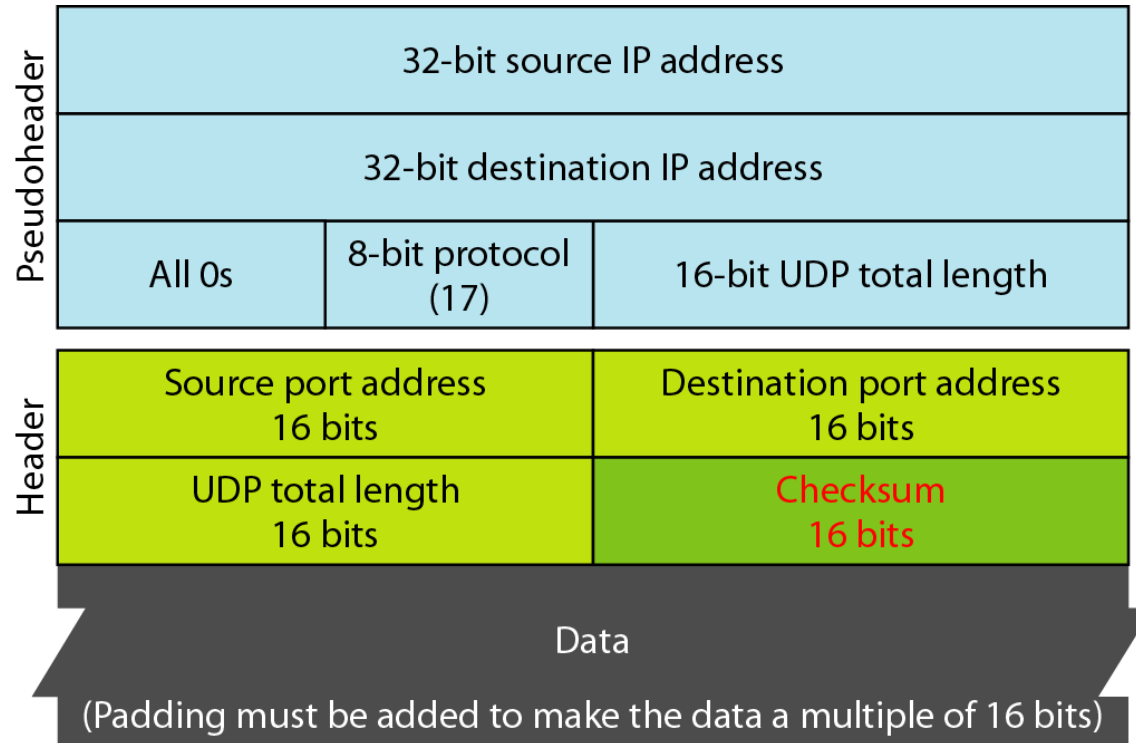 Pseudoheader
32-bit source IP address
32-bit destination IP address
All 0s
8-bit protocol
(17)
16-bit UDP total length
Header
Source port address
16 bits
Destination port address
16 bits
UDP total length
16 bits
Checksum
16 bits
Data
(Padding must be added to make the data a multiple of 16 bits)